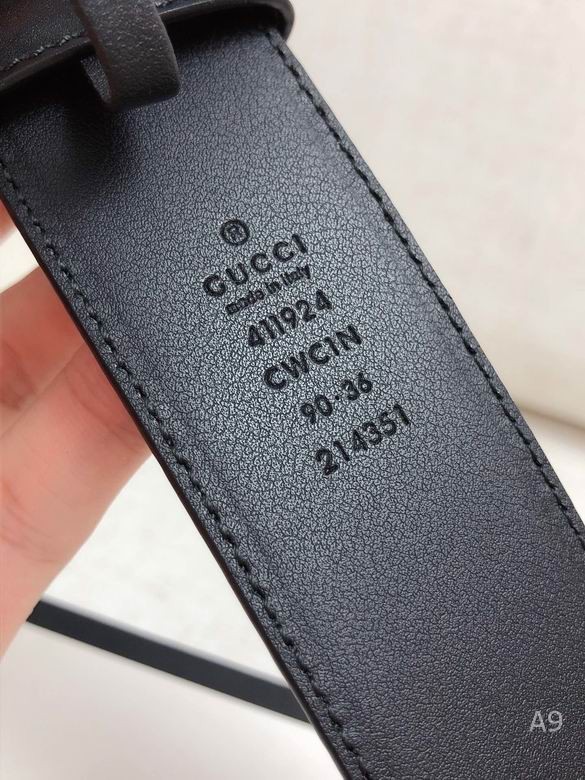 ®
GUCCI
made in italy
411924
CWC1N
90·36
214351
A9